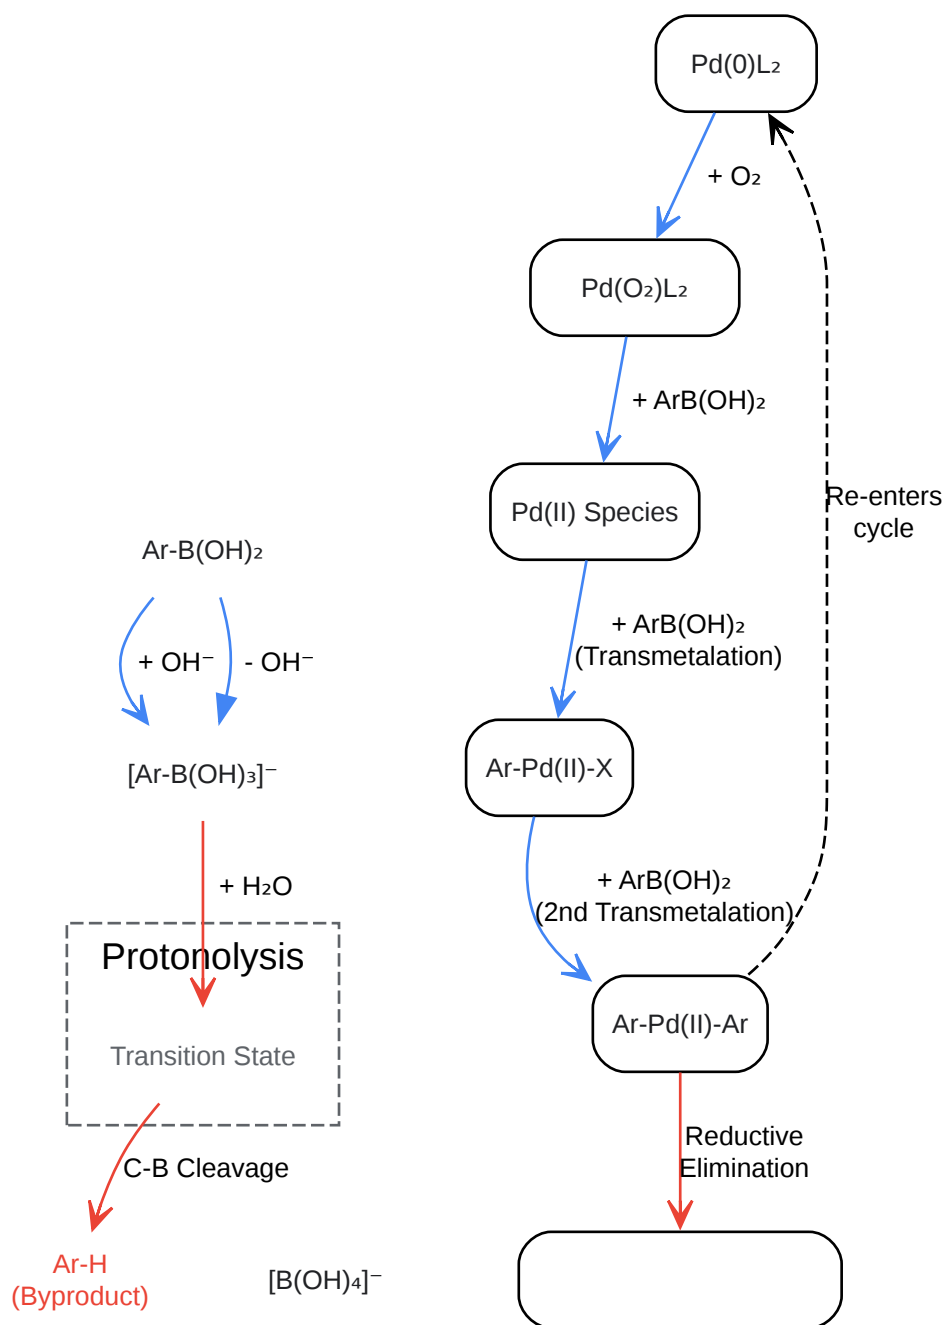 Pd(0)L₂
+ O₂
Pd(O₂)L₂
+ ArB(OH)₂
Pd(II) Species
Re-enters
cycle
Ar-B(OH)₂
+ ArB(OH)₂
(Transmetalation)
+ OH⁻
- OH⁻
[Ar-B(OH)₃]⁻
Ar-Pd(II)-X
+ H₂O
+ ArB(OH)₂
(2nd Transmetalation)
Protonolysis
Transition State
Ar-Pd(II)-Ar
C-B Cleavage
Reductive
Elimination
Ar-H
(Byproduct)
[B(OH)₄]⁻